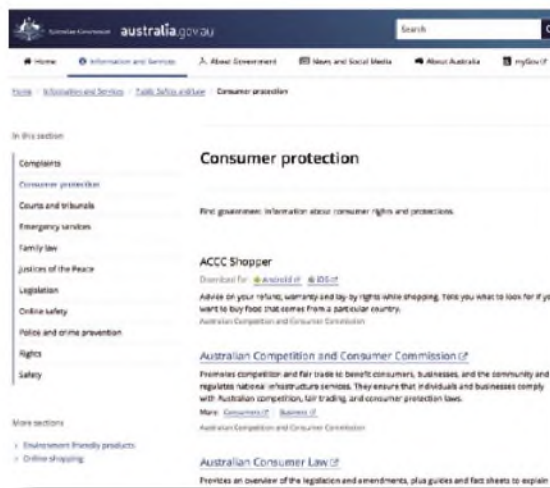 Australian Government australia.gov.au
Search
Home Information and Services About Government News and Social Media About Australia myGov
Home / Information and Services / Public Safety and Law / Consumer protection
In this section
Complaints
Consumer protection
Courts and tribunals
Emergency services
Family law
Justices of the Peace
Legislation
Online safety
Police and crime prevention
Rights
Safety
More sections
› Environment friendly products
› Online shopping
Consumer protection
Find government information about consumer rights and protections.
ACCC Shopper
Download for: Android iOS
Advice on your refund, warranty and lay-by rights while shopping. Tells you what to look for if you
want to buy food that comes from a particular country.
Australian Competition and Consumer Commission
Australian Competition and Consumer Commission
Promotes competition and fair trade to benefit consumers, businesses, and the community and
regulates national infrastructure services. They ensure that individuals and businesses comply
with Australian competition, fair trading, and consumer protection laws.
More: Consumers Business
Australian Competition and Consumer Commission
Australian Consumer Law
Provides an overview of the legislation and amendments, plus guides and fact sheets to explain